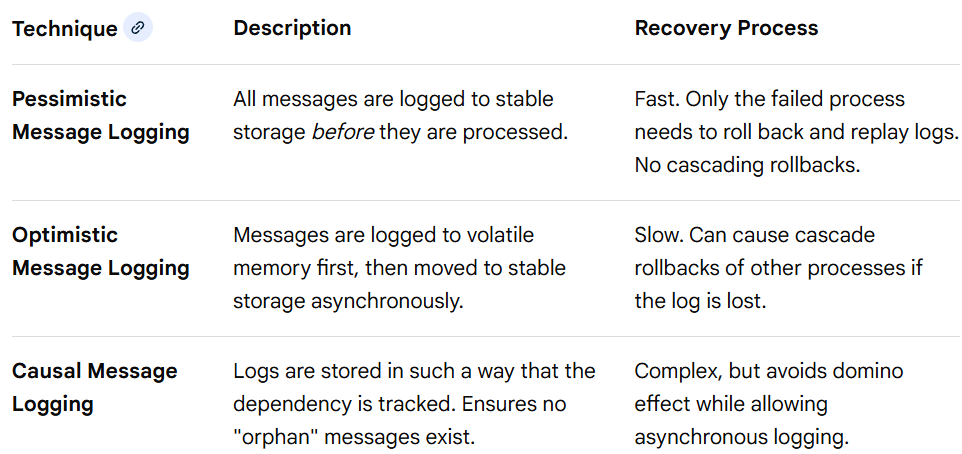 Technique Description Recovery Process
Pessimistic
Message Logging
All messages are logged to stable
storage before they are processed.
Fast. Only the failed process
needs to roll back and replay logs.
No cascading rollbacks.
Optimistic
Message Logging
Messages are logged to volatile
memory first, then moved to stable
storage asynchronously.
Slow. Can cause cascade
rollbacks of other processes if
the log is lost.
Causal Message
Logging
Logs are stored in such a way that the
dependency is tracked. Ensures no
"orphan" messages exist.
Complex, but avoids domino
effect while allowing
asynchronous logging.